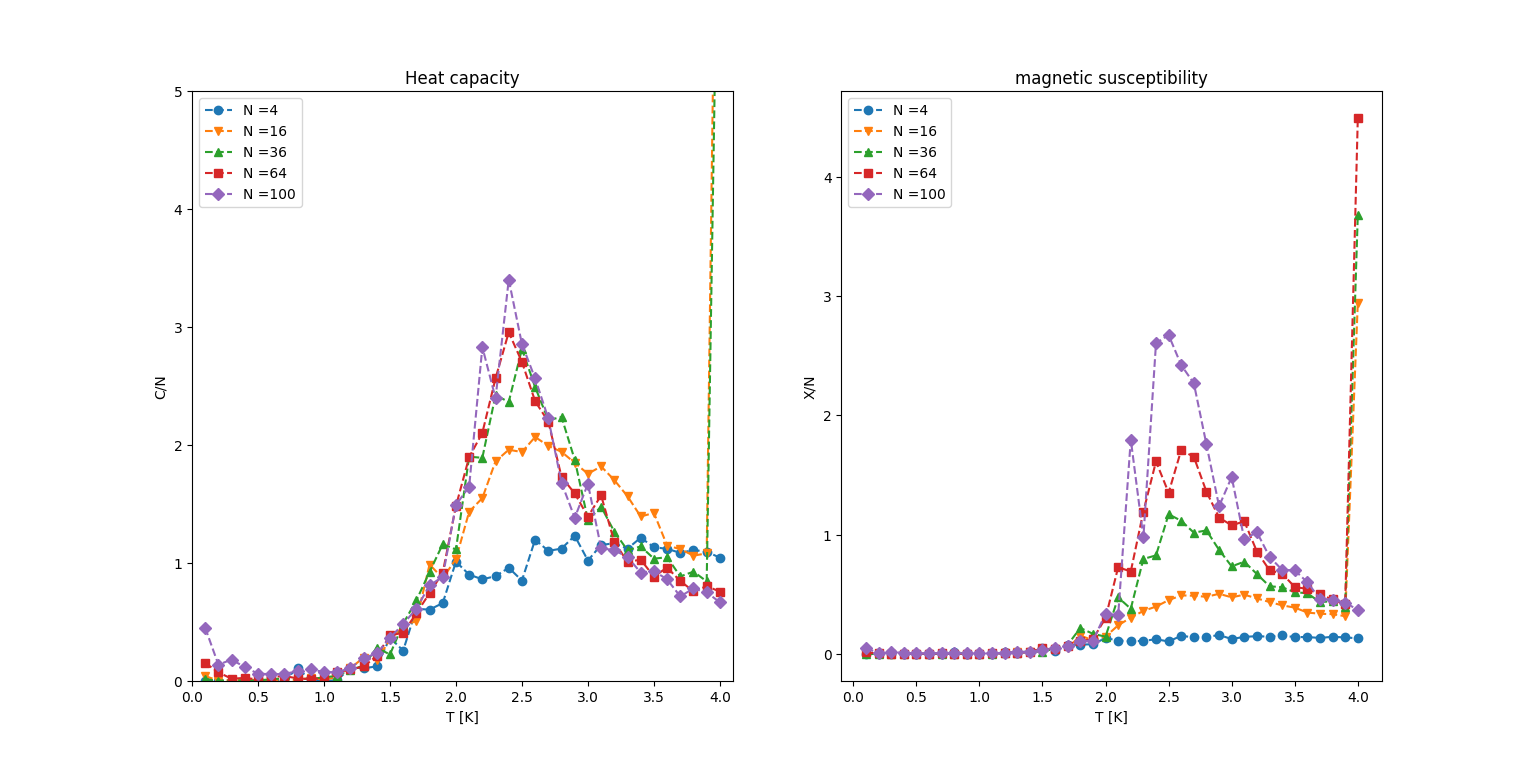 Heat capacity
5
4
3
2
1
0
C/N
N =4
N =16
N =36
N =64
N =100
0.0 0.5 1.0 1.5 2.0 2.5 3.0 3.5 4.0
T [K]
magnetic susceptibility
4
3
2
1
0
X/N
N =4
N =16
N =36
N =64
N =100
0.0 0.5 1.0 1.5 2.0 2.5 3.0 3.5 4.0
T [K]